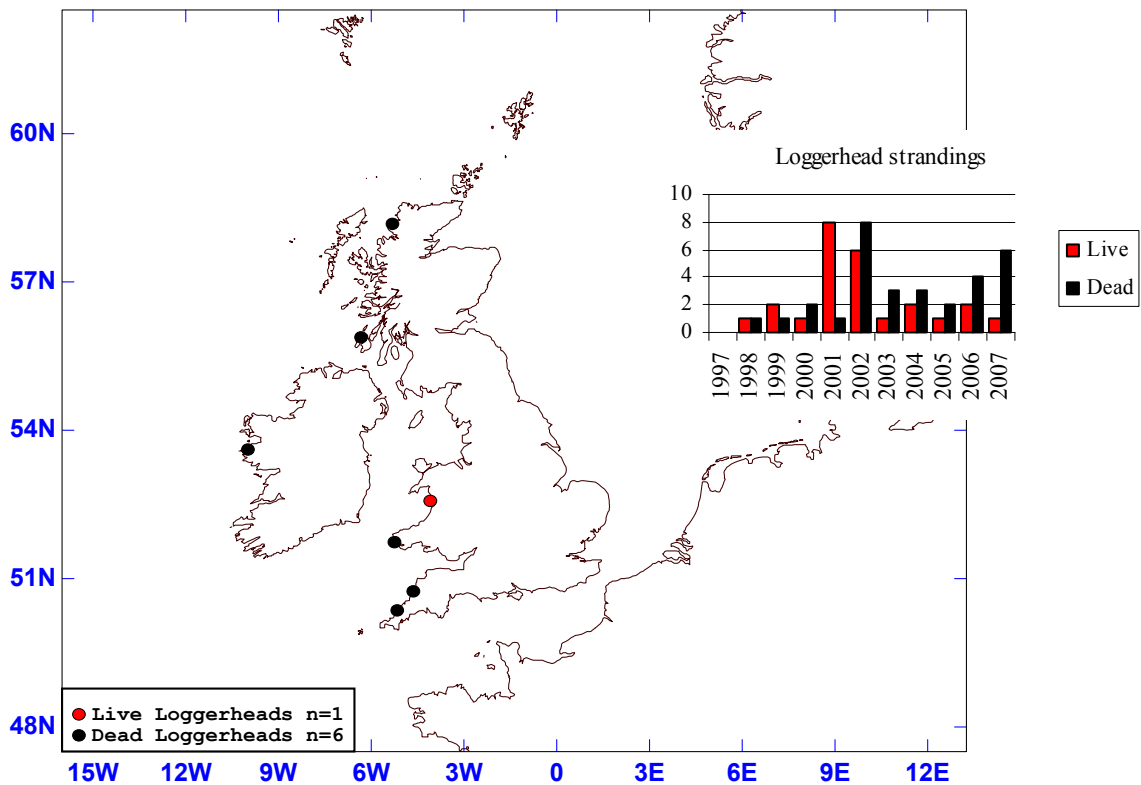 60N
57N
54N
51N
48N
15W 12W 9W 6W 3W 0 3E 6E 9E 12E
Loggerhead strandings
10
8
6
4
2
0
1997 1998 1999 2000 2001 2002 2003 2004 2005 2006 2007
Live
Dead
Live Loggerheads n=1
Dead Loggerheads n=6